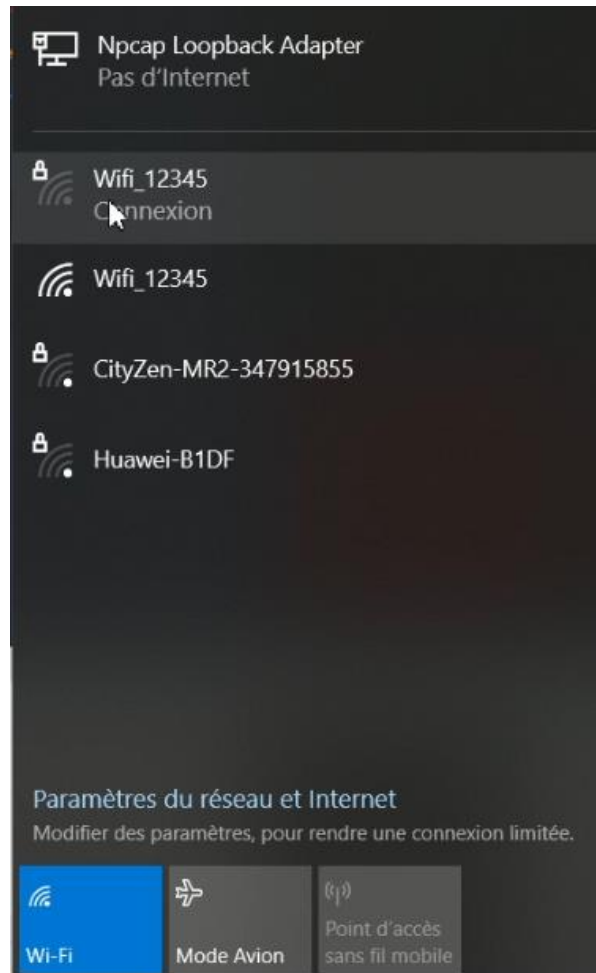 Npcap Loopback Adapter
Pas d'Internet
Wifi_12345
Connexion
Wifi_12345
CityZen-MR2-347915855
Huawei-B1DF
Paramètres du réseau et Internet
Modifier des paramètres, pour rendre une connexion limitée.
Wi-Fi
Mode Avion
Point d'accès
sans fil mobile